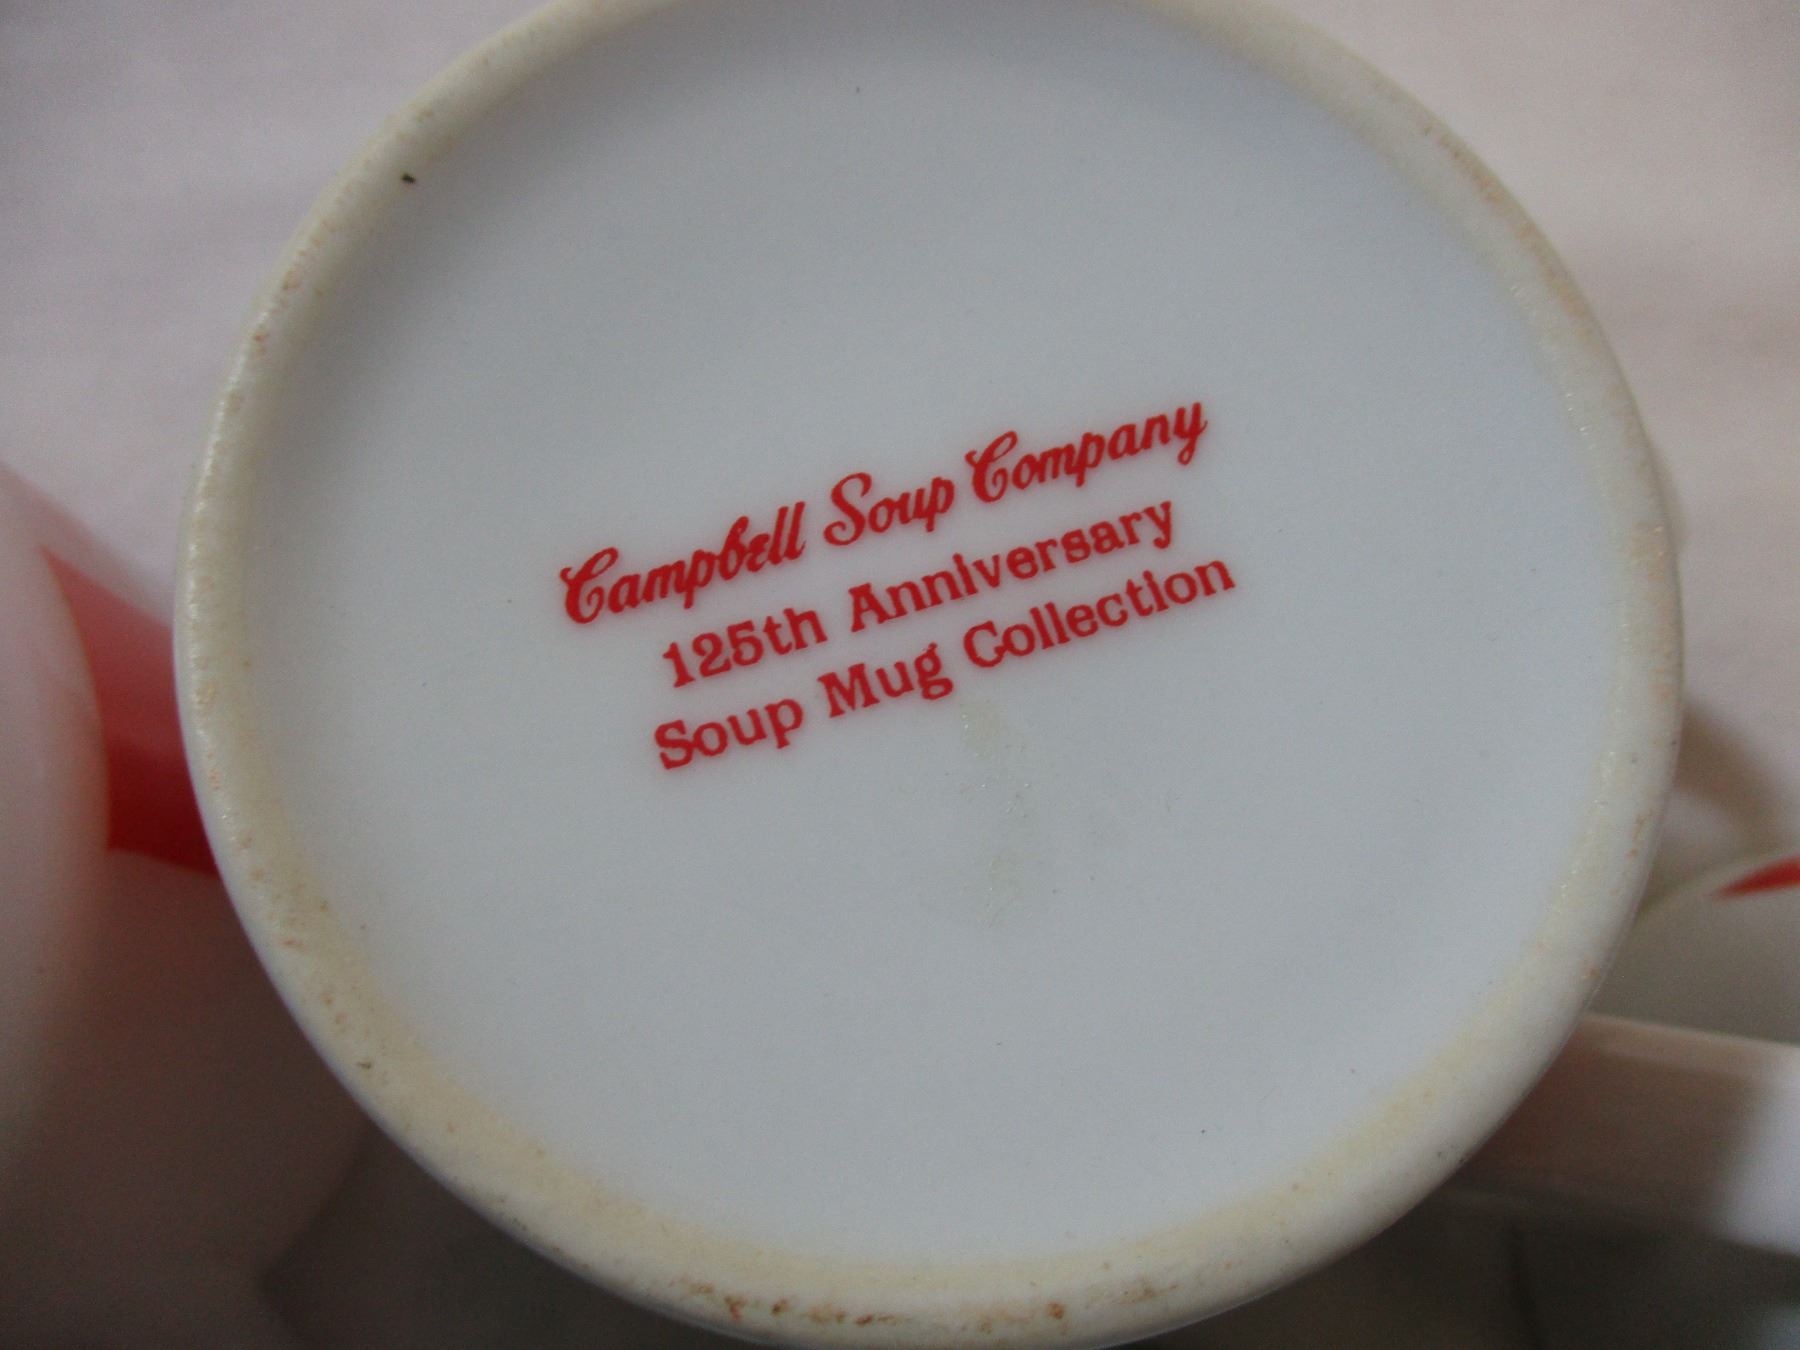 Campbell Soup Company
125th Anniversary
Soup Mug Collection